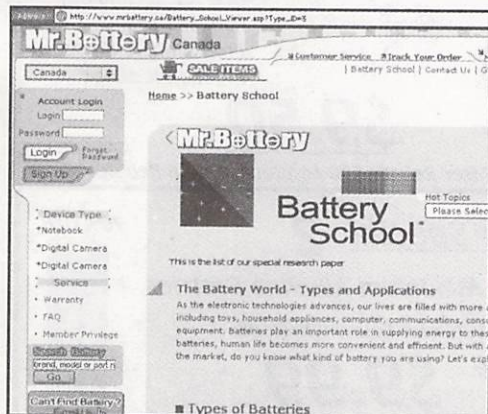 Address: http://www.mrbattery.ca/Battery_School_Viewer.asp?Type_ID=5
Mr.Battery Canada
Customer Service Track Your Order
Canada
SALE ITEMS
| Battery School | Contact Us | G
Home >> Battery School
Account Login
Login
Password
Login Forget Password
Sign Up
Mr.Battery
Battery School
Hot Topics
Please Selec
This is the list of our special research paper
Device Type
*Notebook
*Digital Camera
*Digital Camera
Service
• Warranty
• FAQ
• Member Privilege
Search Battery
brand, model or part n
Go
Can't Find Battery?
The Battery World - Types and Applications
As the electronic technologies advances, our lives are filled with more
including toys, household appliances, computer, communications, cons
equipment. Batteries play an important role in supplying energy to thes
batteries, human life becomes more convenient and efficient. But with
the market, do you know what kind of battery you are using? Let's expl
Types of Batteries